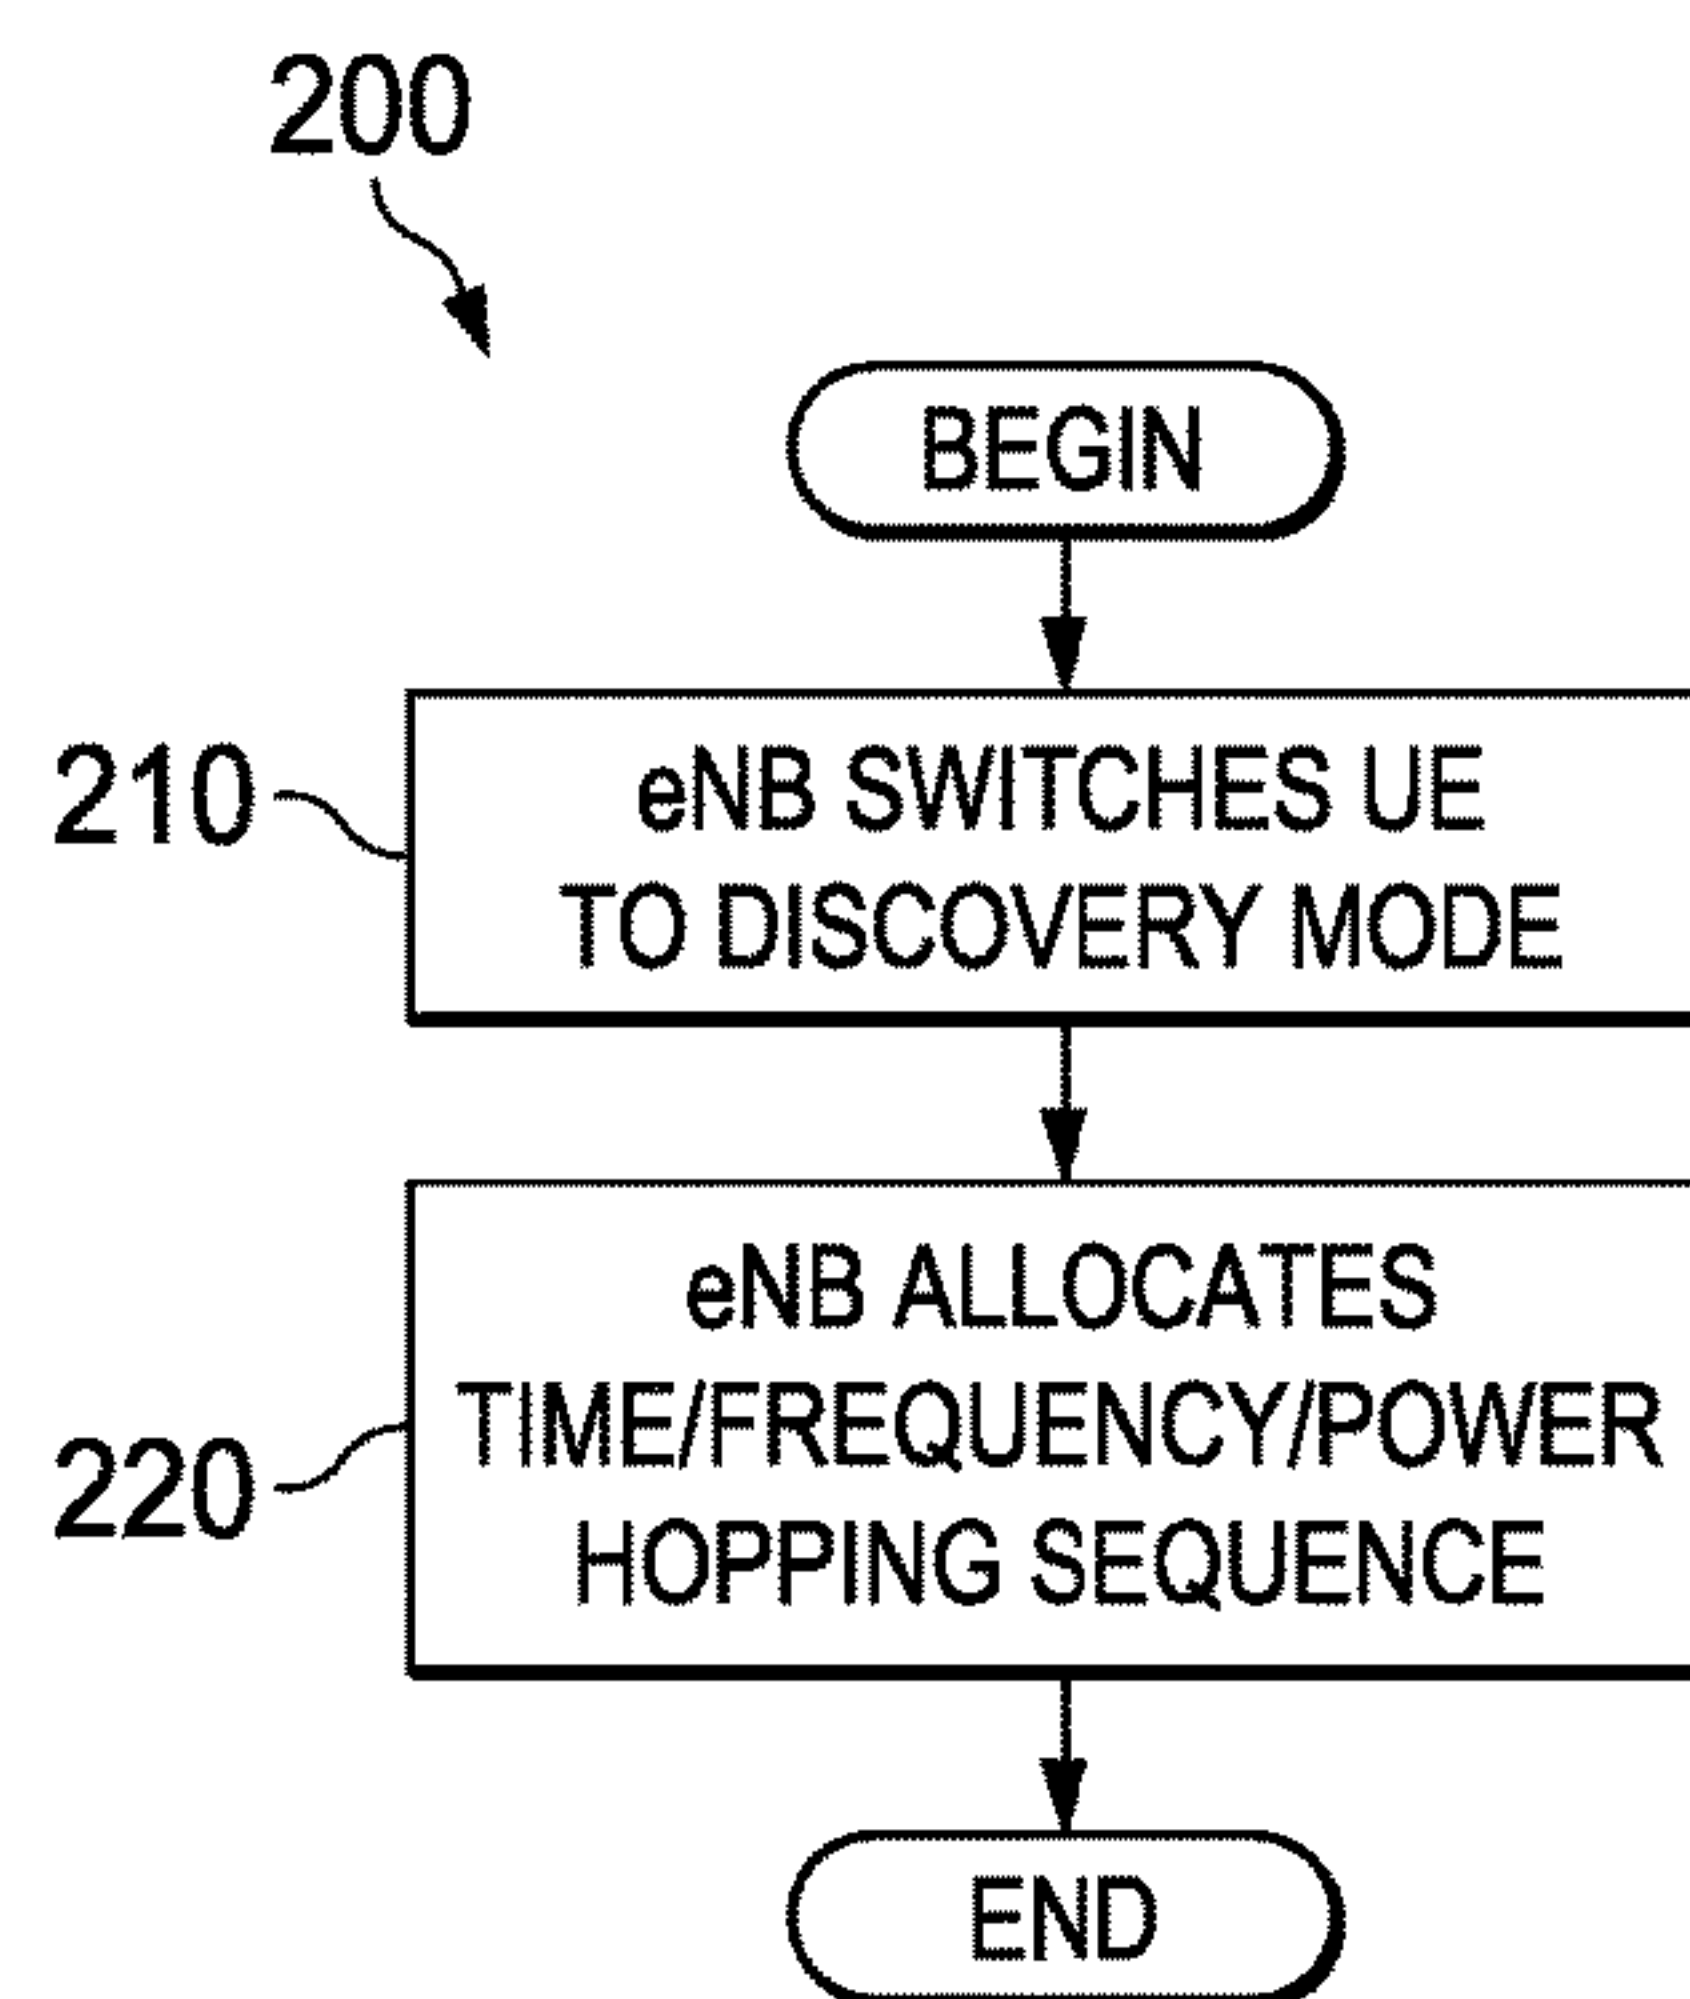 200
BEGIN
210
eNB SWITCHES UE
TO DISCOVERY MODE
220
eNB ALLOCATES
TIME/FREQUENCY/POWER
HOPPING SEQUENCE
END